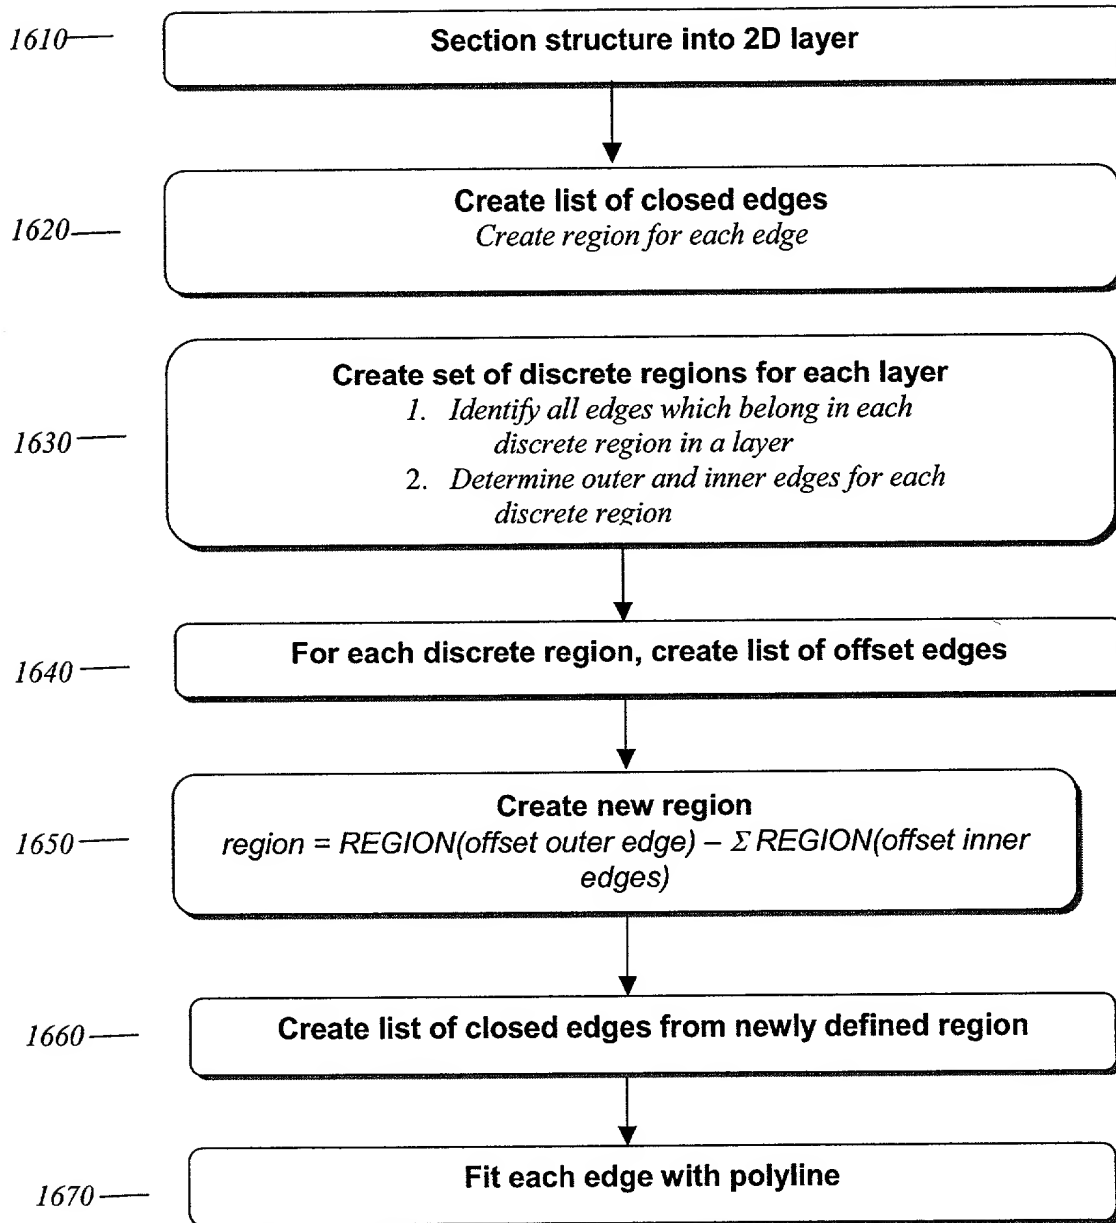 1610
Section structure into 2D layer
1620
Create list of closed edges
Create region for each edge
1630
Create set of discrete regions for each layer
1. Identify all edges which belong in each
discrete region in a layer
2. Determine outer and inner edges for each
discrete region
1640
For each discrete region, create list of offset edges
1650
Create new region
region = REGION(offset outer edge) – Σ REGION(offset inner
edges)
1660
Create list of closed edges from newly defined region
1670
Fit each edge with polyline